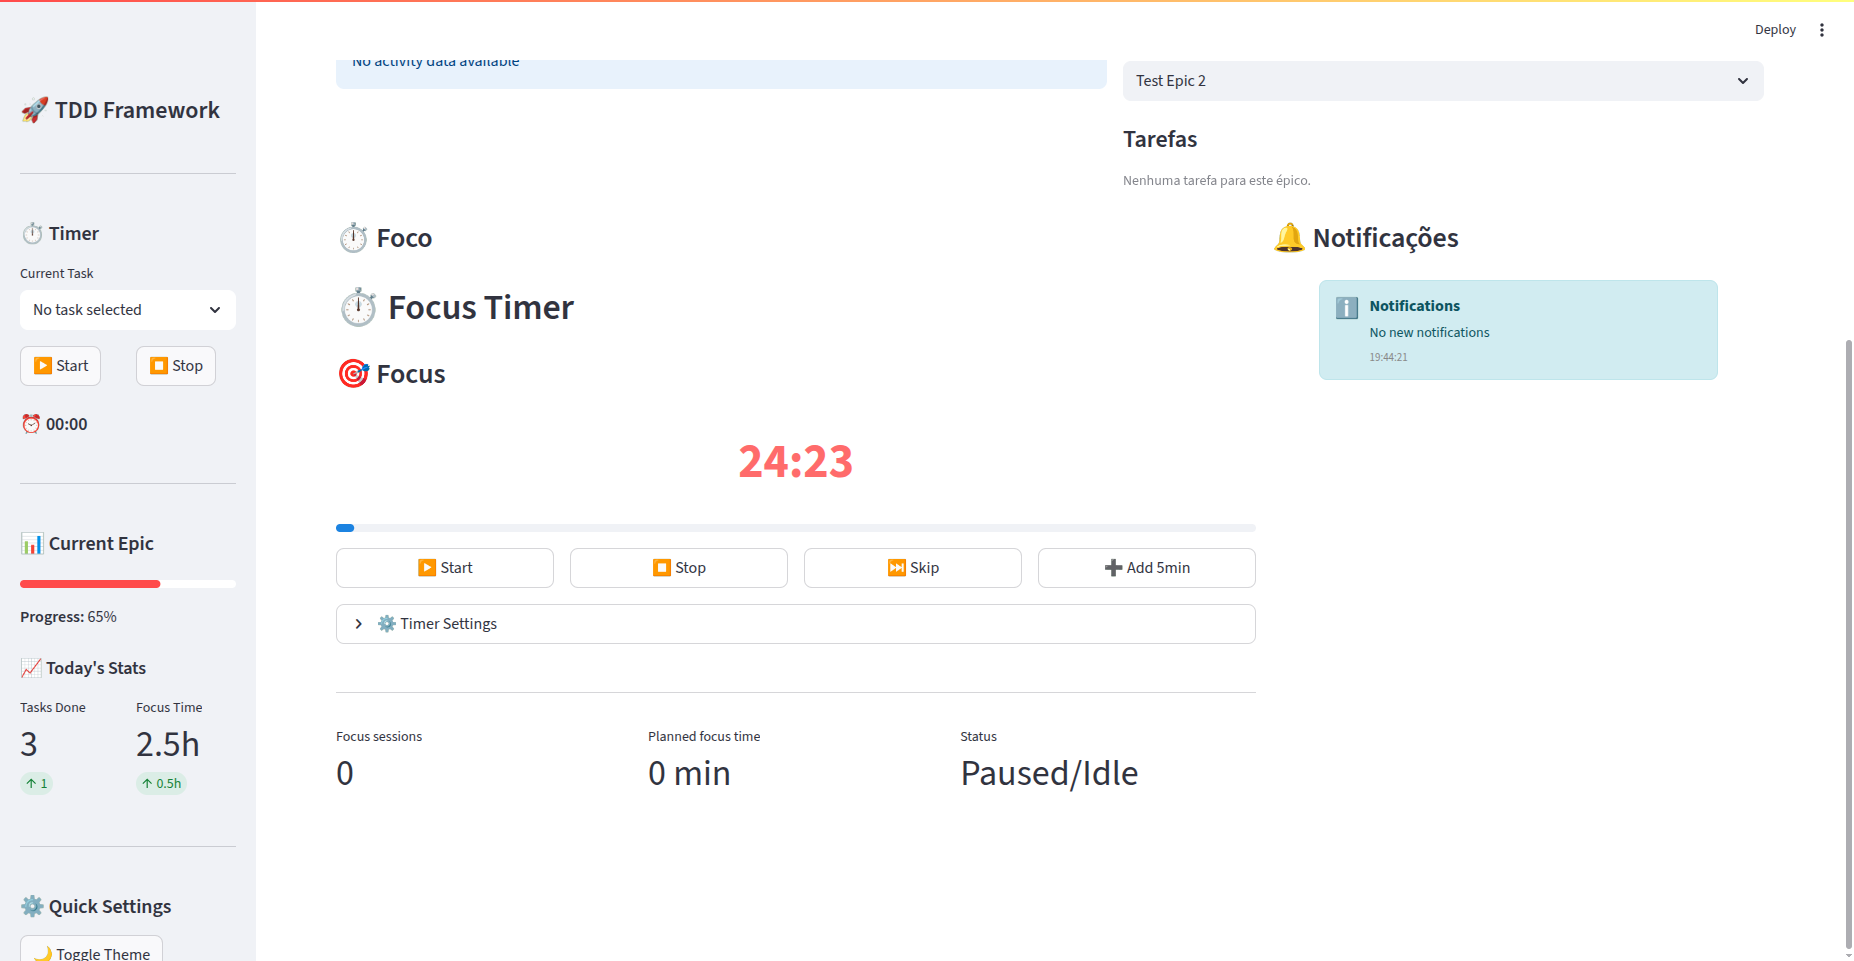 Deploy
TDD Framework
Timer
Current Task
No task selected
Start
Stop
00:00
Current Epic
Progress: 65%
Today's Stats
Tasks Done
Focus Time
3
2.5h
↑ 1
↑ 0.5h
Quick Settings
Toggle Theme
No activity data available
Test Epic 2
Tarefas
Nenhuma tarefa para este épico.
Foco
Focus Timer
Focus
24:23
Start
Stop
Skip
Add 5min
Timer Settings
Focus sessions
Planned focus time
Status
0
0 min
Paused/Idle
Notificações
Notifications
No new notifications
19:44:21